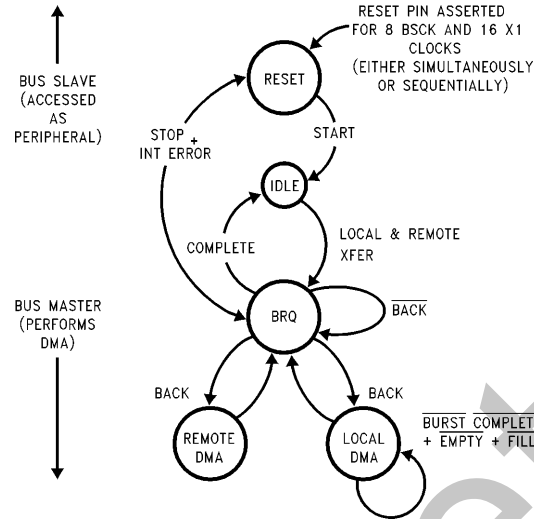 RESET PIN ASSERTED
FOR 8 BSCK AND 16 X1
CLOCKS
(EITHER SIMULTANEOUSLY
OR SEQUENTIALLY)
RESET
BUS SLAVE
(ACCESSED
AS
PERIPHERAL)
STOP +
INT ERROR
START
IDLE
COMPLETE
LOCAL & REMOTE
XFER
BUS MASTER
(PERFORMS
DMA)
BRQ
BACK
BACK
BACK
REMOTE
DMA
LOCAL
DMA
BURST COMPLET
+ EMPTY + FILL